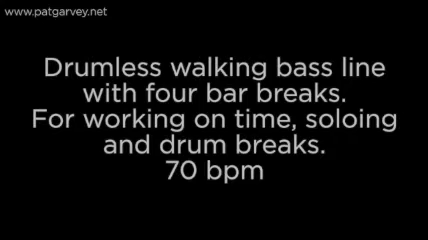 www.patgarvey.net
Drumless walking bass line
with four bar breaks.
For working on time, soloing
and drum breaks.
70 bpm